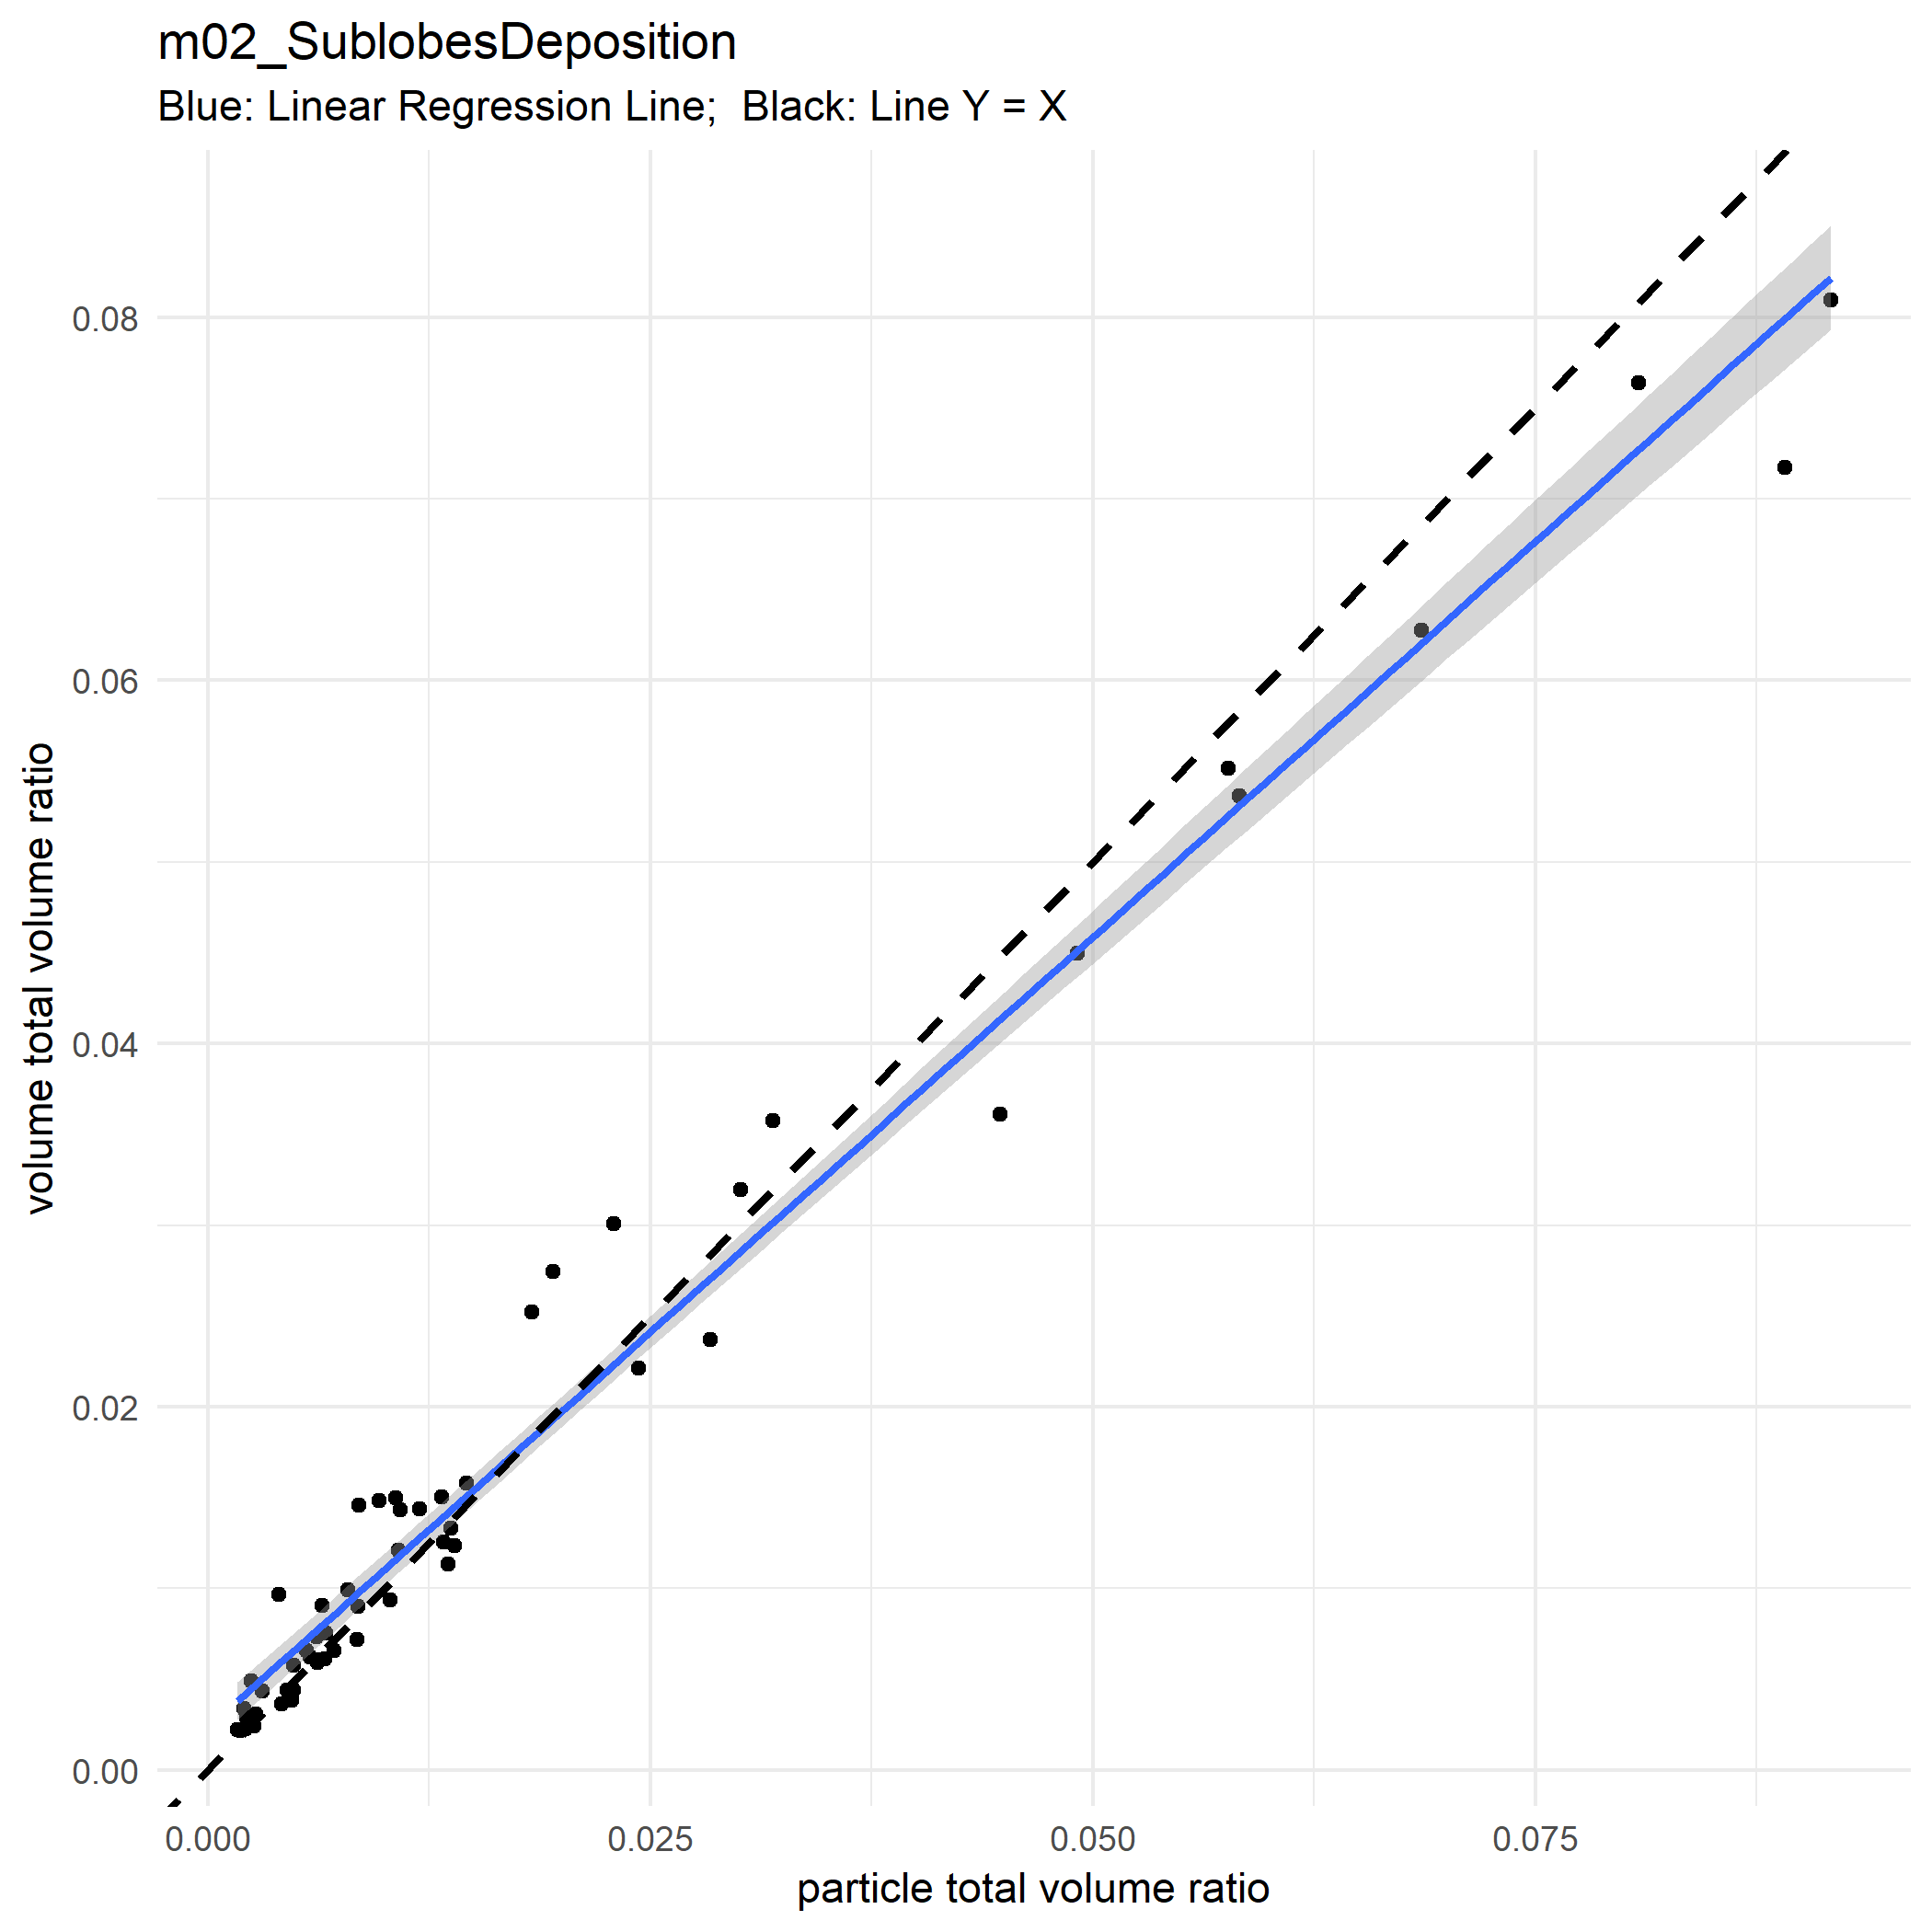 m02_SublobesDeposition
Blue: Linear Regression Line;  Black: Line Y = X
volume total volume ratio
0.08
0.06
0.04
0.02
0.00
0.000
0.025
0.050
0.075
particle total volume ratio